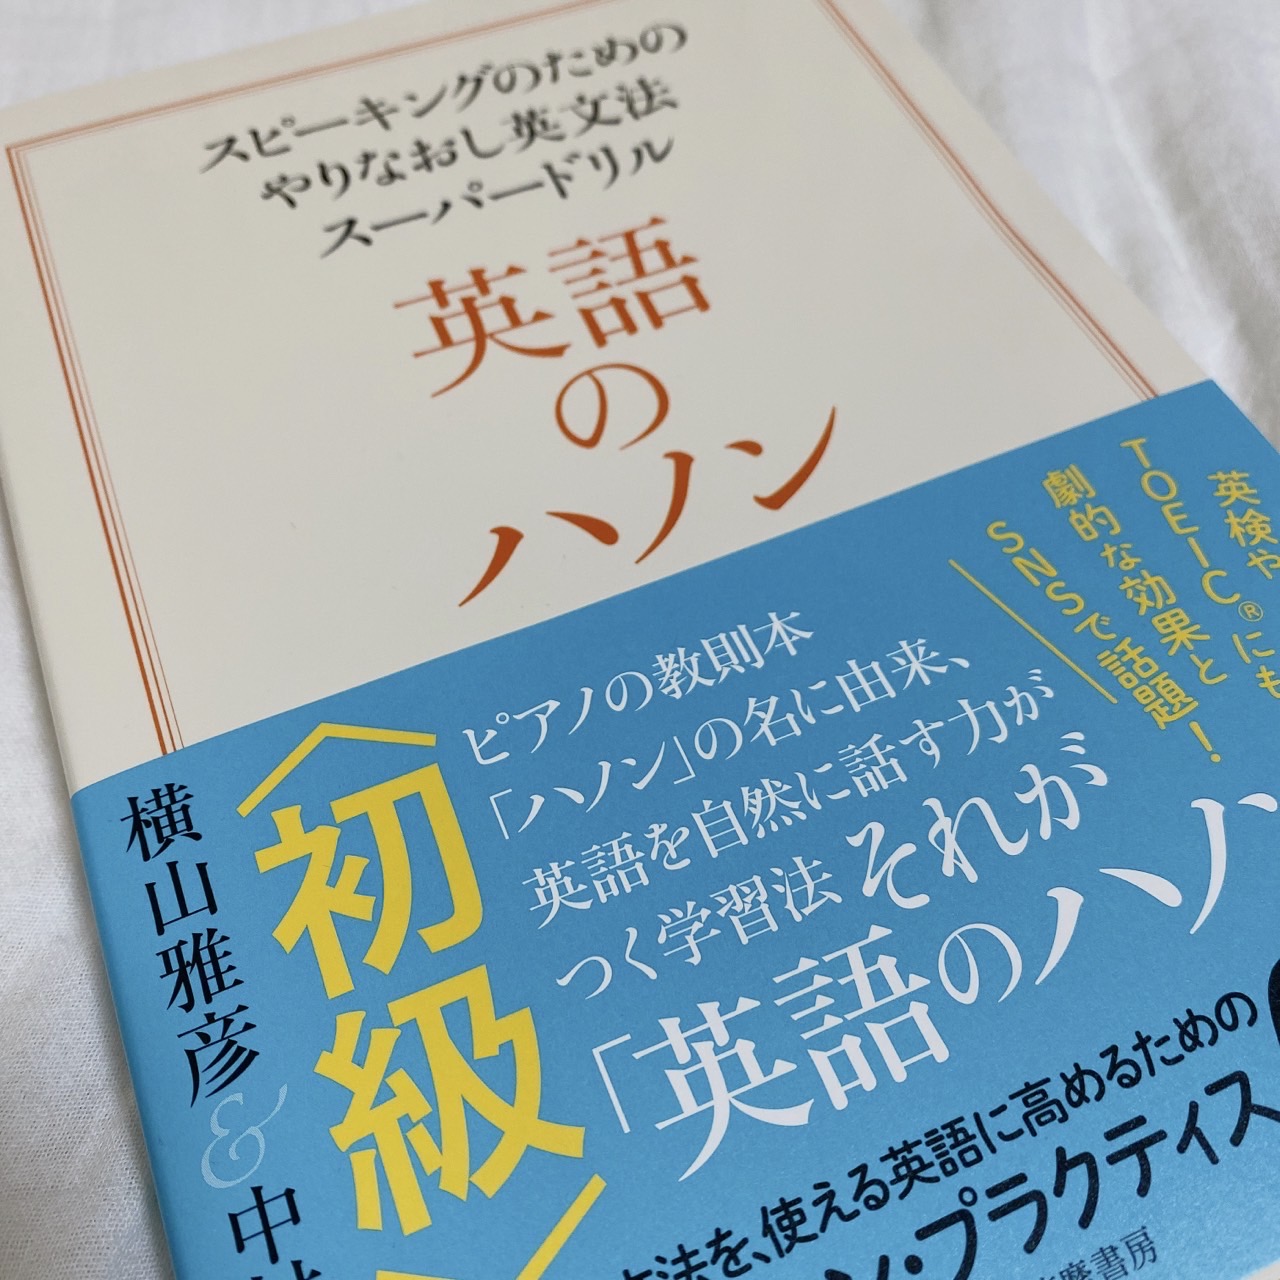 スピーキングのための
やりなおし英文法
スーパードリル
英語
の
ハノン
英検や
TOEIC®にも
劇的な効果と
SNSで話題!
ピアノの教則本
「ハノン」の名に由来、
英語を自然に話す力が
つく学習法 それが
「英語のハノ
〈初級〉
横山雅彦 & 中
法を、使える英語に高めるための
ン・プラクティス
摩書房